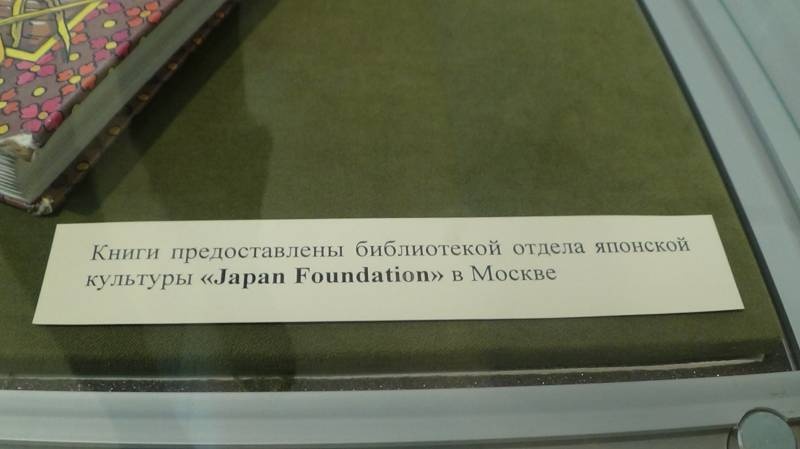 Книги предоставлены библиотекой отдела японской
культуры «Japan Foundation» в Москве